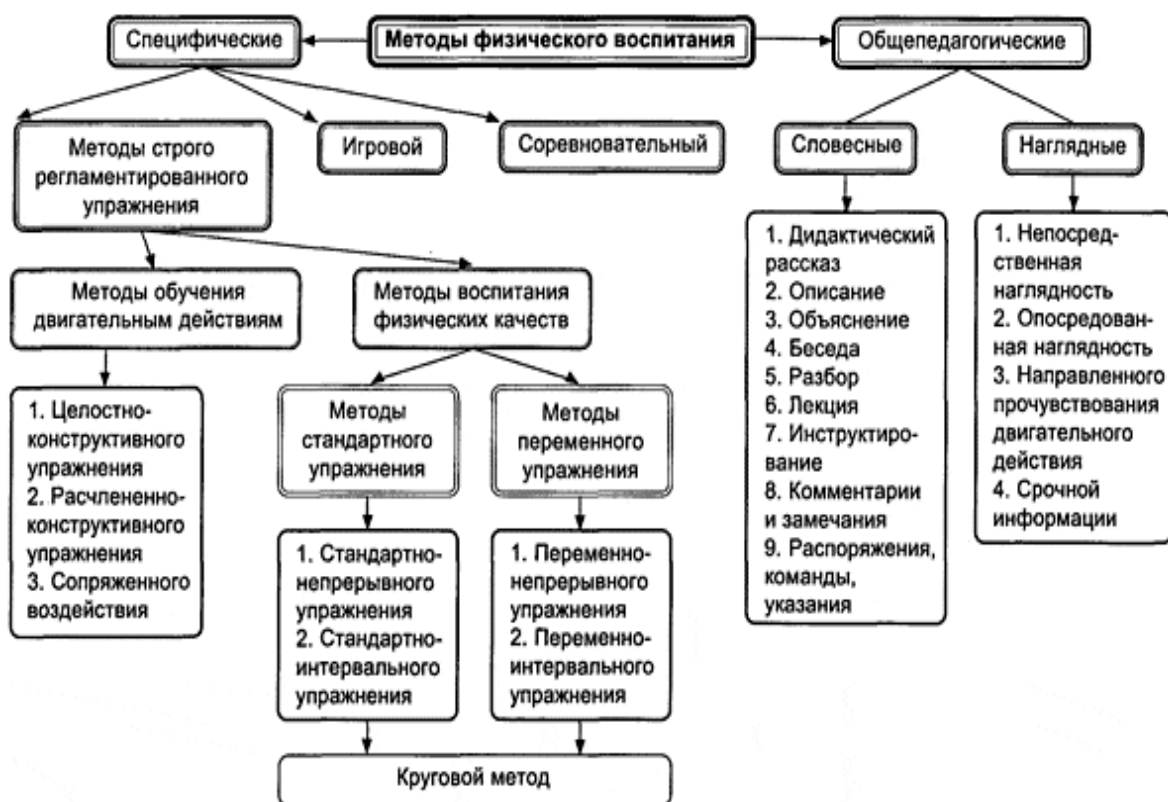 Специфические
Методы физического воспитания
Общепедагогические
Методы строго
регламентированного
упражнения
Игровой
Соревновательный
Словесные
Наглядные
Методы обучения
двигательным действиям
Методы воспитания
физических качеств
1. Целостно-
конструктивного
упражнения
2. Расчлененно-
конструктивного
упражнения
3. Сопряженного
воздействия
Методы
стандартного
упражнения
Методы
переменного
упражнения
1. Стандартно-
непрерывного
упражнения
2. Стандартно-
интервального
упражнения
1. Переменно-
непрерывного
упражнения
2. Переменно-
интервального
упражнения
Круговой метод
1. Дидактический
рассказ
2. Описание
3. Объяснение
4. Беседа
5. Разбор
6. Лекция
7. Инструктиро-
вание
8. Комментарии
и замечания
9. Распоряжения,
команды,
указания
1. Непосред-
ственная
наглядность
2. Опосредован-
ная наглядность
3. Направленного
прочувствования
двигательного
действия
4. Срочной
информации